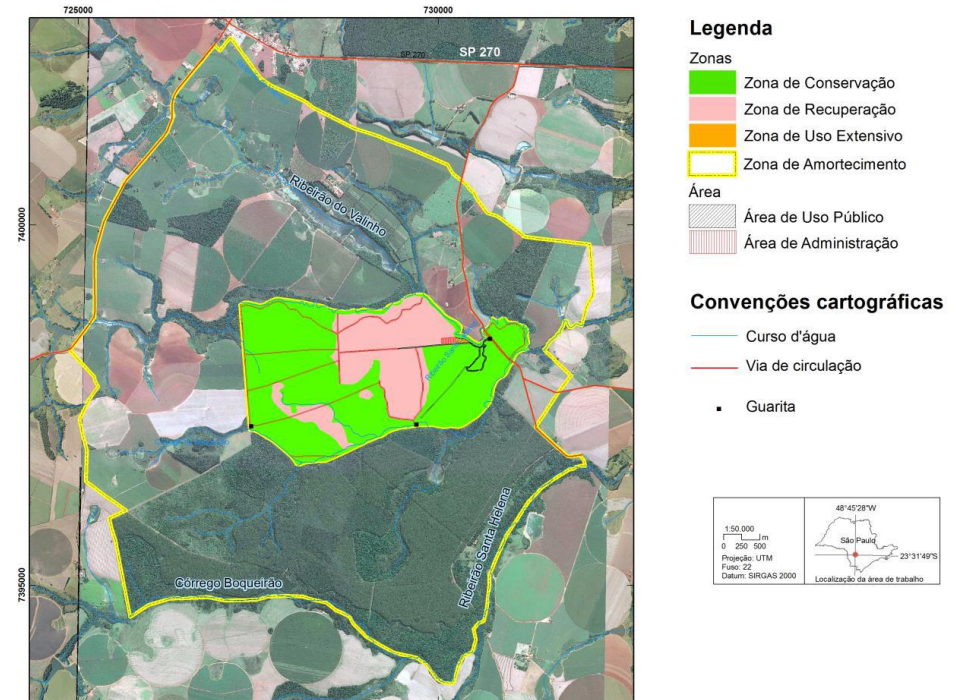 725000
730000
SP 270
SP 270
Ribeirão do Valinho
740000
7395000
Córrego Boqueirão
Ribeirão Santa Helena
Legenda
Zonas
Zona de Conservação
Zona de Recuperação
Zona de Uso Extensivo
Zona de Amortecimento
Área
Área de Uso Público
Área de Administração
Convenções cartográficas
Curso d'água
Via de circulação
Guarita
1:50.000
0 250 500 m
Projeção: UTM
Fuso: 22
Datum: SIRGAS 2000
48°45'28"W
São Paulo
23°31'49"S
Localização da área de trabalho